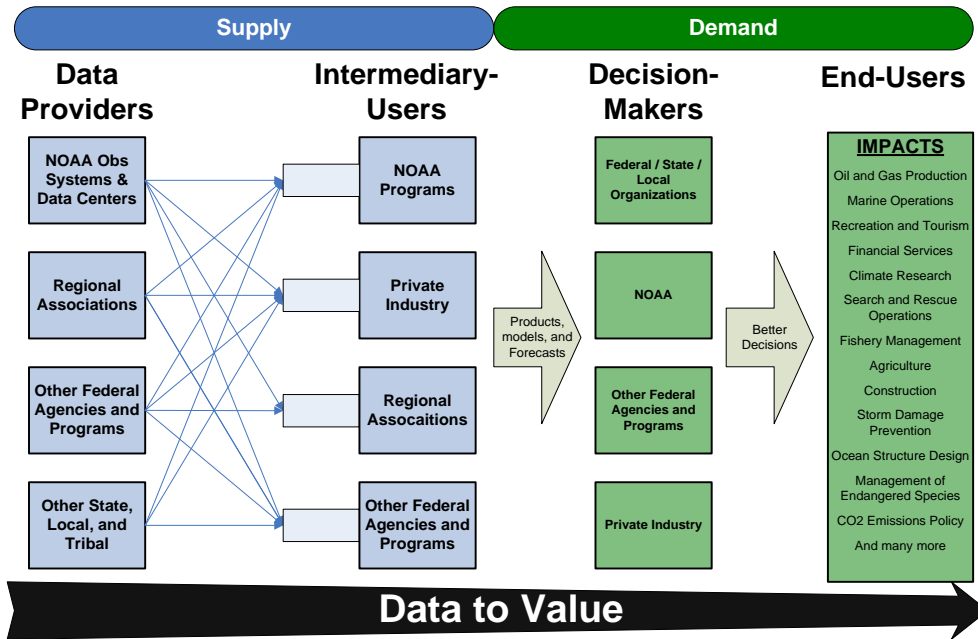 Supply
Demand
Data
Providers
Intermediary-
Users
Decision-
Makers
End-Users
NOAA Obs
Systems &
Data Centers
Regional
Associations
Other Federal
Agencies and
Programs
Other State,
Local, and
Tribal
NOAA
Programs
Private
Industry
Regional
Assocaitions
Other Federal
Agencies and
Programs
Products,
models, and
Forecasts
Federal / State /
Local
Organizations
NOAA
Other Federal
Agencies and
Programs
Private Industry
Better
Decisions
IMPACTS
Oil and Gas Production
Marine Operations
Recreation and Tourism
Financial Services
Climate Research
Search and Rescue
Operations
Fishery Management
Agriculture
Construction
Storm Damage
Prevention
Ocean Structure Design
Management of
Endangered Species
CO2 Emissions Policy
And many more
Data to Value